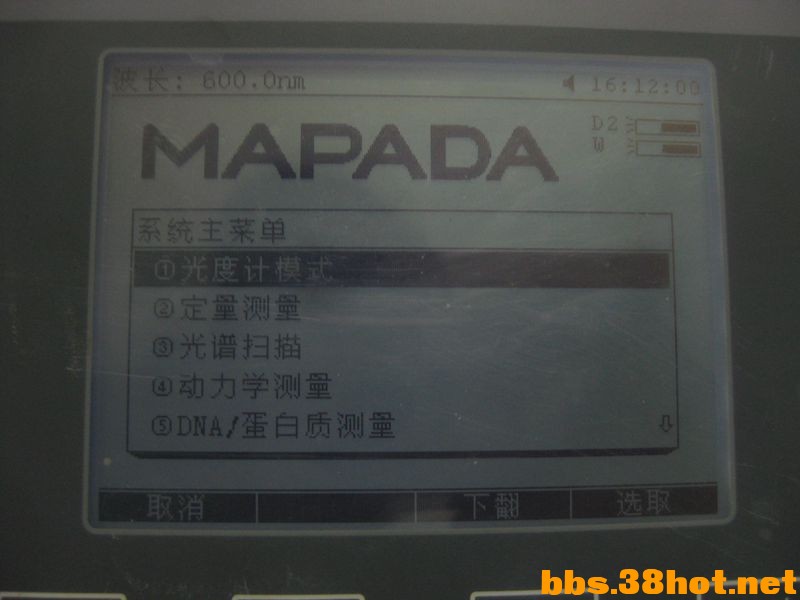 波长: 600.0nm 16:12:00
MAPADA
D2
W
系统主菜单
①光度计模式
②定量测量
③光谱扫描
④动力学测量
⑤DNA/蛋白质测量
取消 下翻 选取
bbs.38hot.net